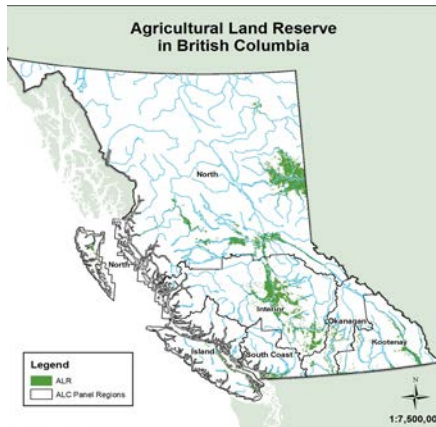 Agricultural Land Reserve
in British Columbia
North
North
Interior
Okanagan
Kootenay
Island
South Coast
Legend
ALR
ALC Panel Regions
N
1:7,500,00